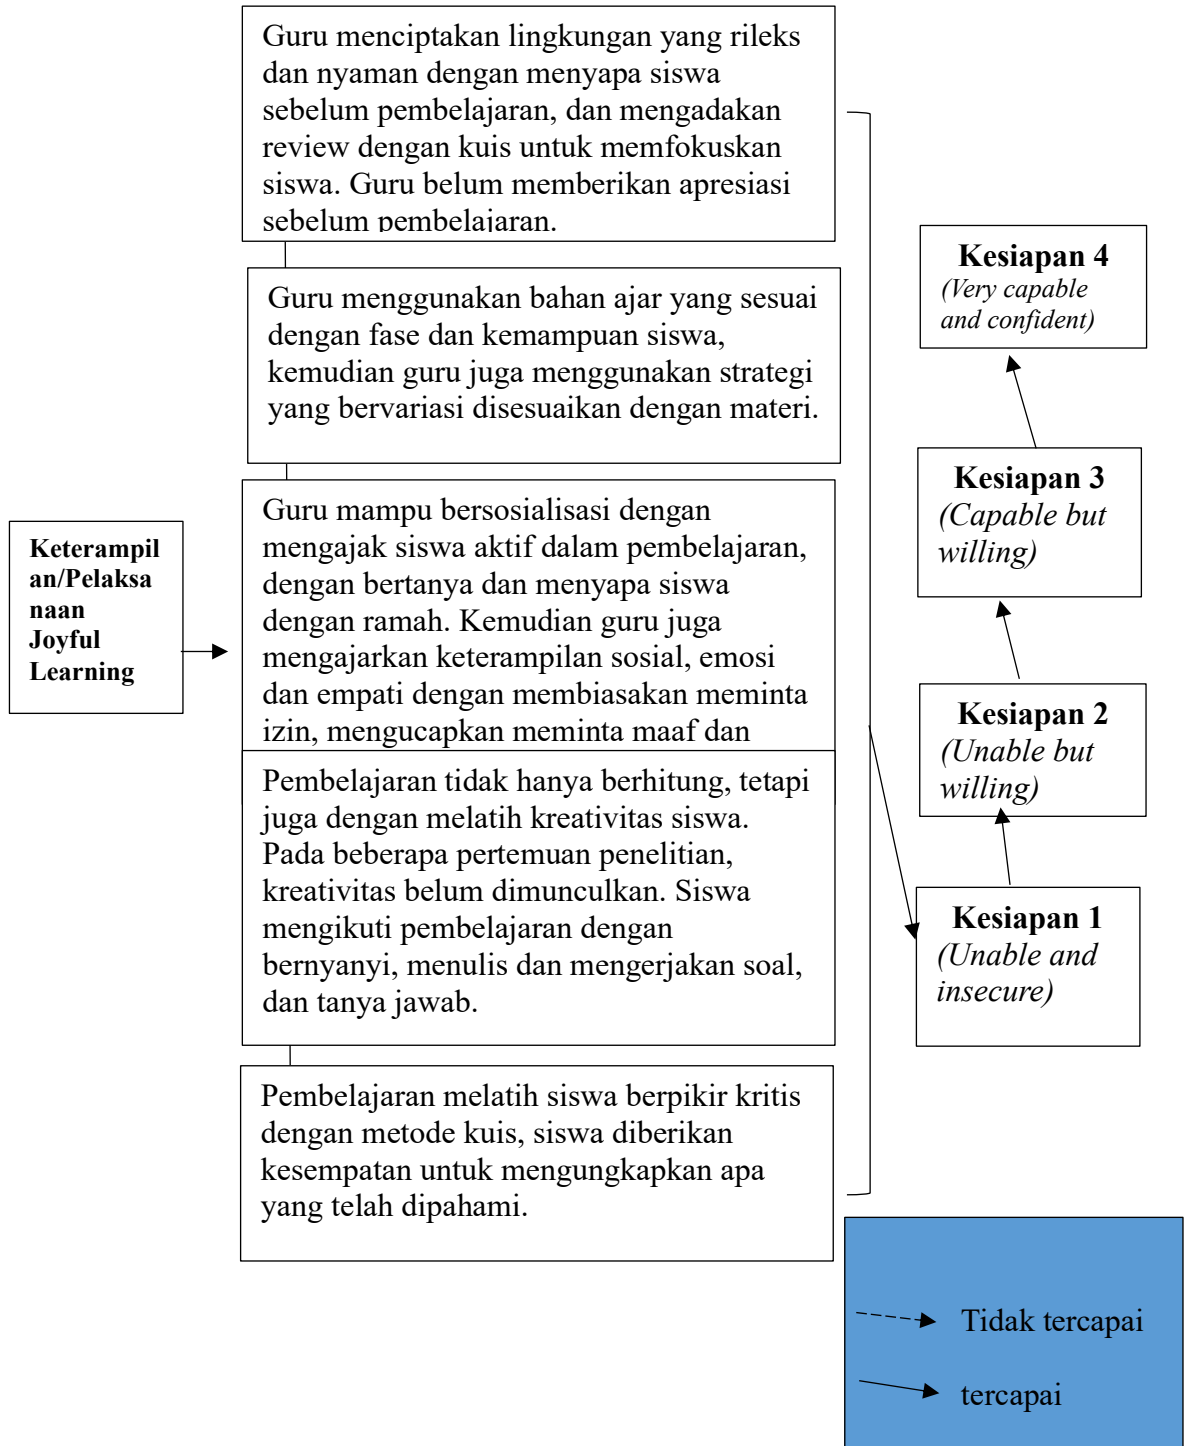 Guru menciptakan lingkungan yang rileks
dan nyaman dengan menyapa siswa
sebelum pembelajaran, dan mengadakan
review dengan kuis untuk memfokuskan
siswa. Guru belum memberikan apresiasi
sebelum pembelajaran.
Guru menggunakan bahan ajar yang sesuai
dengan fase dan kemampuan siswa,
kemudian guru juga menggunakan strategi
yang bervariasi disesuaikan dengan materi.
Keterampil
an/Pelaksa
naan
Joyful
Learning
Guru mampu bersosialisasi dengan
mengajak siswa aktif dalam pembelajaran,
dengan bertanya dan menyapa siswa
dengan ramah. Kemudian guru juga
mengajarkan keterampilan sosial, emosi
dan empati dengan membiasakan meminta
izin, mengucapkan meminta maaf dan
Pembelajaran tidak hanya berhitung, tetapi
juga dengan melatih kreativitas siswa.
Pada beberapa pertemuan penelitian,
kreativitas belum dimunculkan. Siswa
mengikuti pembelajaran dengan
bernyanyi, menulis dan mengerjakan soal,
dan tanya jawab.
Pembelajaran melatih siswa berpikir kritis
dengan metode kuis, siswa diberikan
kesempatan untuk mengungkapkan apa
yang telah dipahami.
Kesiapan 4
(Very capable
and confident)
Kesiapan 3
(Capable but
willing)
Kesiapan 2
(Unable but
willing)
Kesiapan 1
(Unable and
insecure)
Tidak tercapai
tercapai